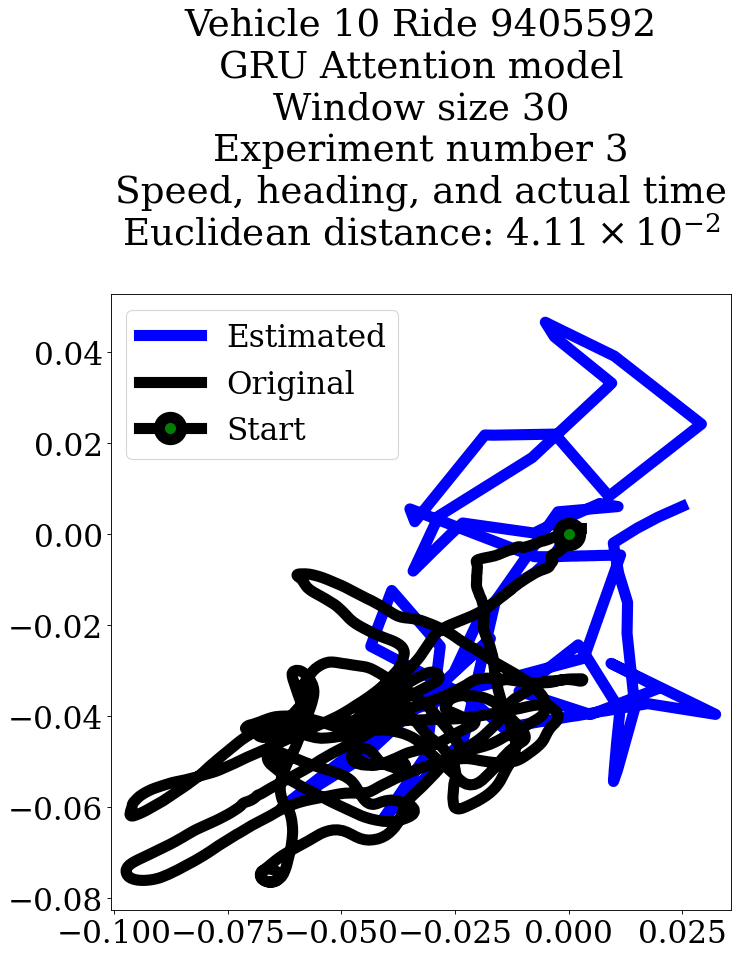 Vehicle 10 Ride 9405592
GRU Attention model
Window size 30
Experiment number 3
Speed, heading, and actual time
Euclidean distance: 4.11 × 10⁻²
Estimated
Original
Start
0.04
0.02
0.00
−0.02
−0.04
−0.06
−0.08
−0.100 −0.075 −0.050 −0.025 0.000 0.025